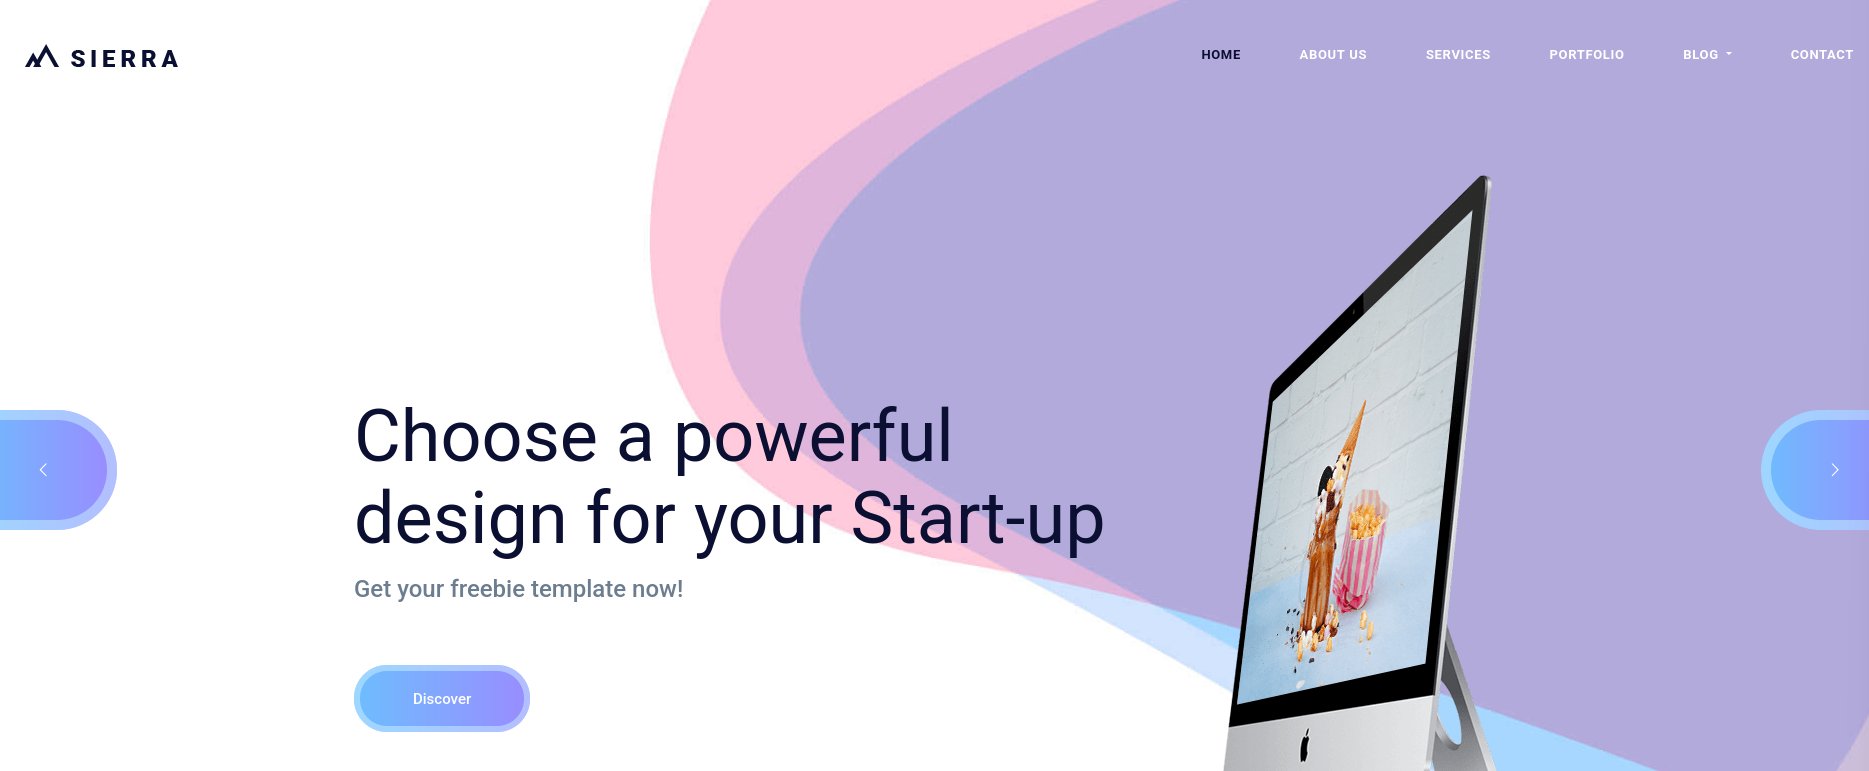 SIERRA
HOME ABOUT US SERVICES PORTFOLIO BLOG CONTACT
Choose a powerful
design for your Start-up
Get your freebie template now!
Discover